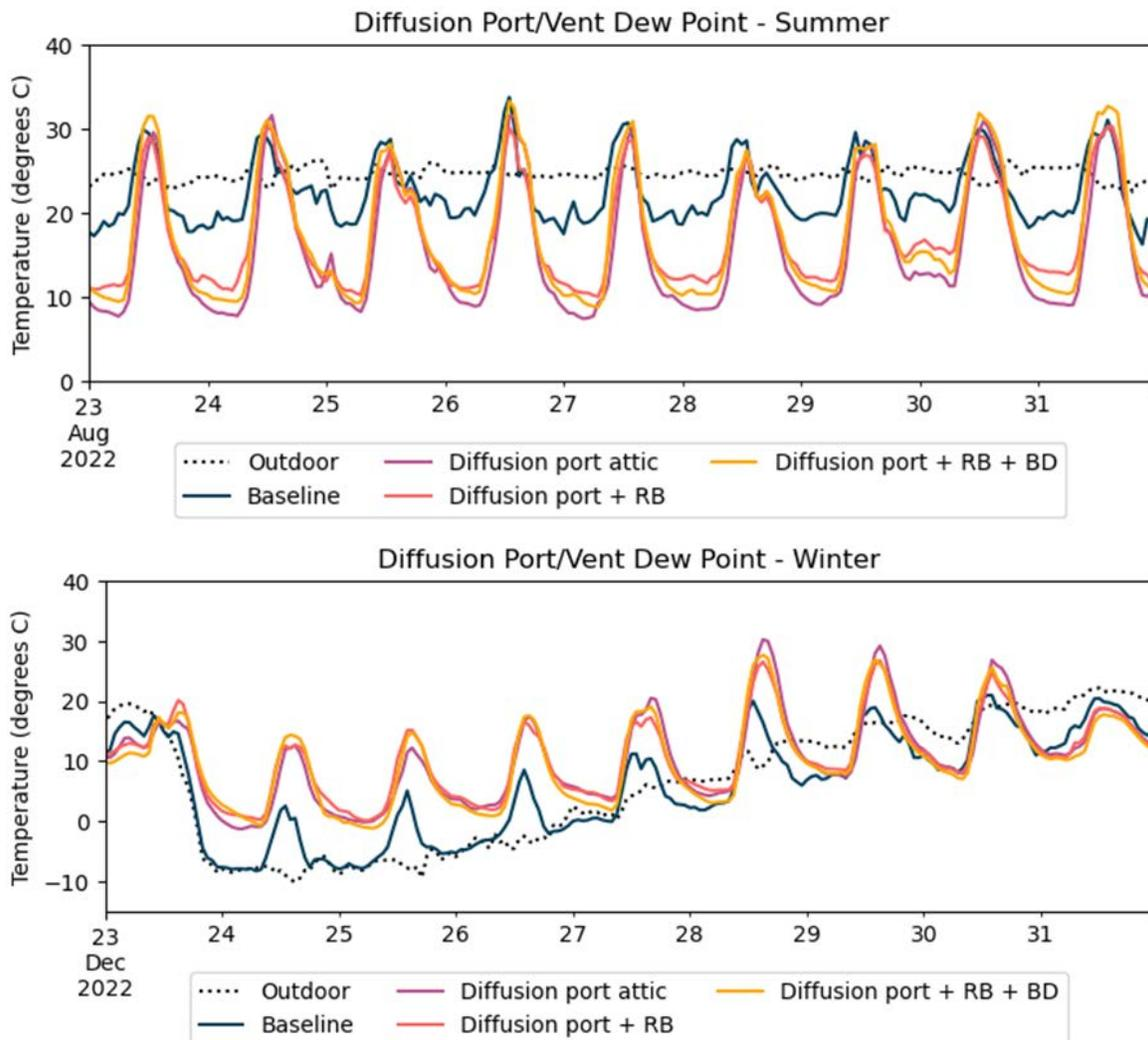 Diffusion Port/Vent Dew Point - Summer
Temperature (degrees C)
40
30
20
10
0
23 24 25 26 27 28 29 30 31
Aug
2022
Outdoor Diffusion port attic Diffusion port + RB + BD
Baseline Diffusion port + RB
Diffusion Port/Vent Dew Point - Winter
Temperature (degrees C)
40
30
20
10
0
−10
23 24 25 26 27 28 29 30 31
Dec
2022
Outdoor Diffusion port attic Diffusion port + RB + BD
Baseline Diffusion port + RB